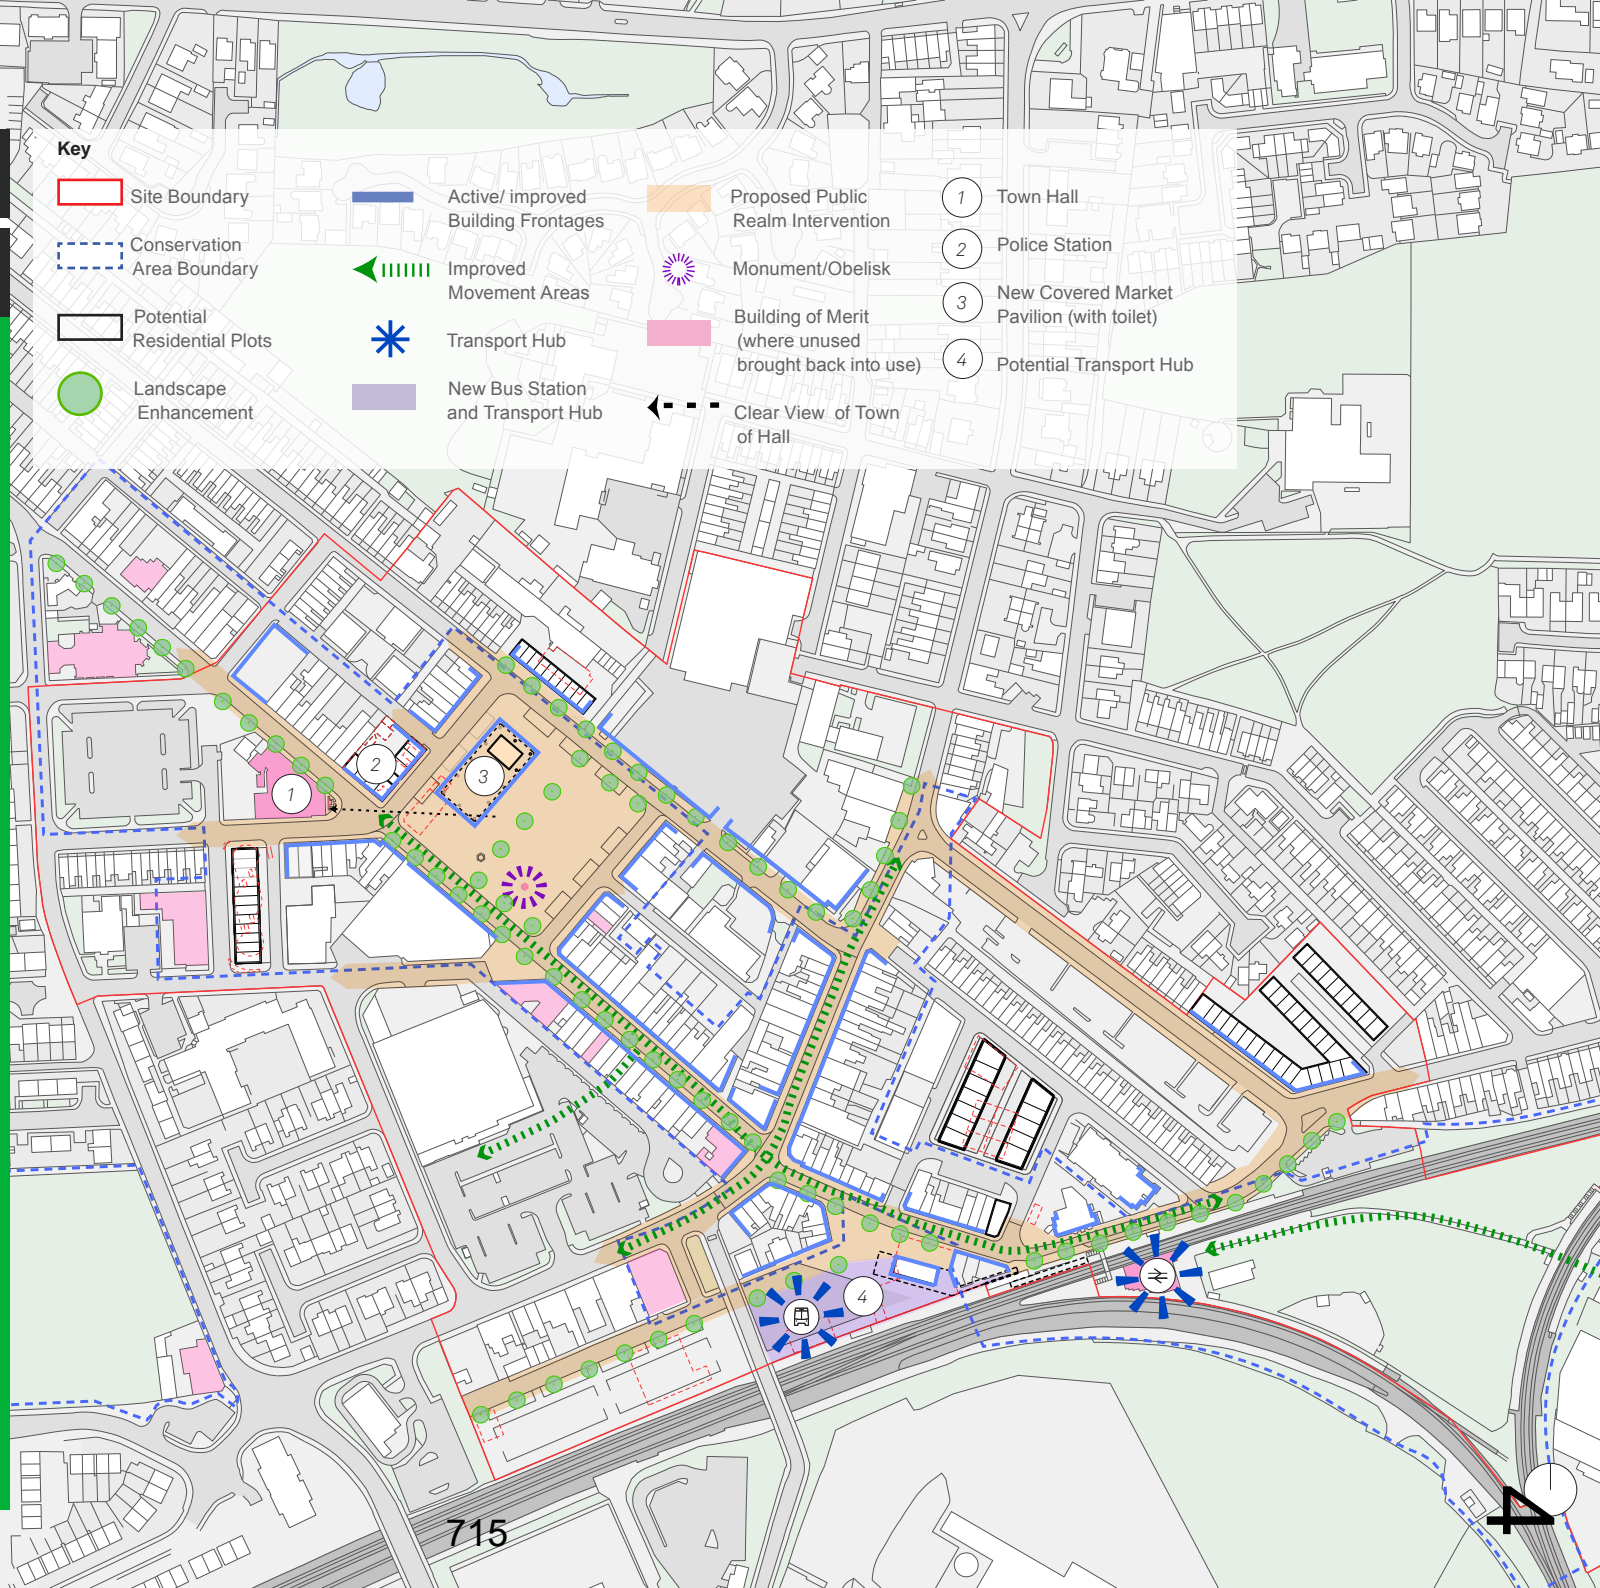 Key
Site Boundary
Conservation
Area Boundary
Potential
Residential Plots
Landscape
Enhancement
Active/ improved
Building Frontages
Improved
Movement Areas
Transport Hub
New Bus Station
and Transport Hub
Proposed Public
Realm Intervention
Monument/Obelisk
Building of Merit
(where unused
brought back into use)
Clear View of Town
of Hall
1 Town Hall
2 Police Station
3 New Covered Market
Pavilion (with toilet)
4 Potential Transport Hub
2
3
1
4
4
715